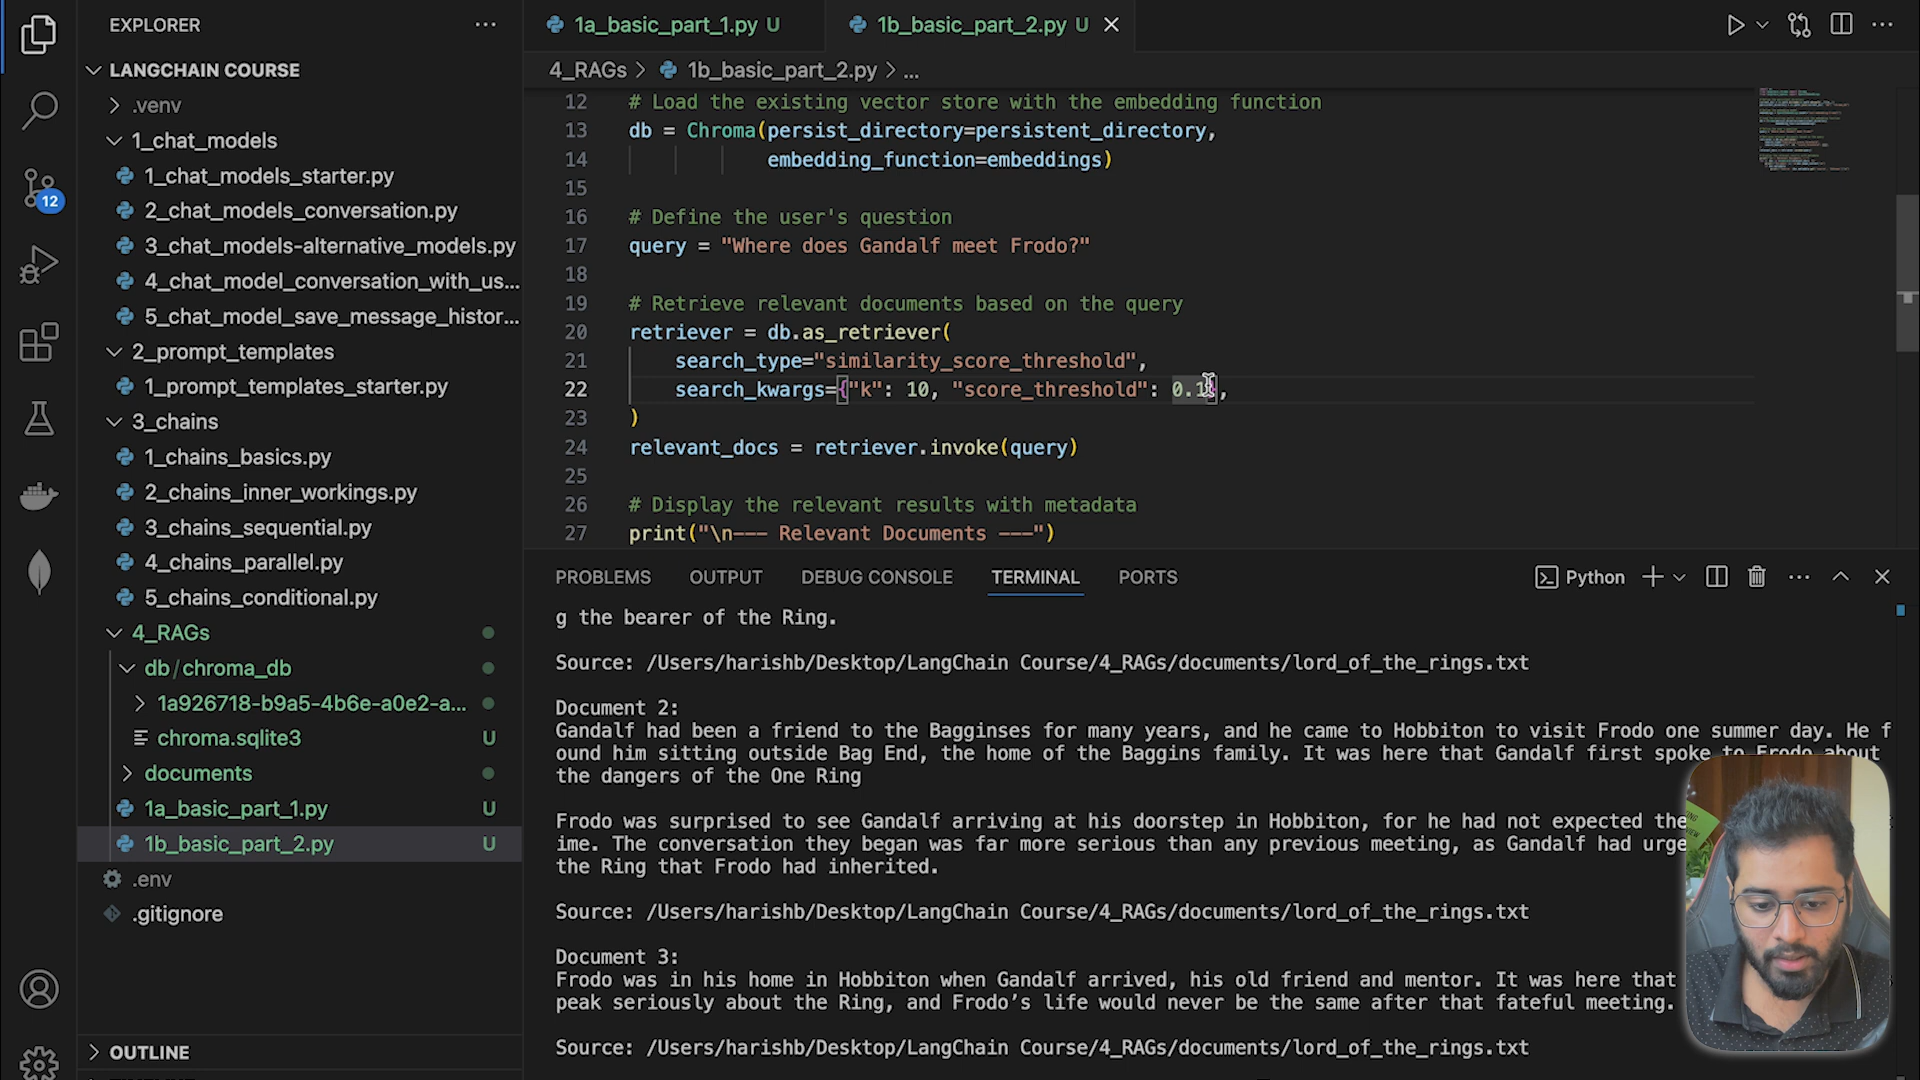 EXPLORER
LANGCHAIN COURSE
.venv
1_chat_models
1_chat_models_starter.py
2_chat_models_conversation.py
3_chat_models-alternative_models.py
4_chat_model_conversation_with_us...
5_chat_model_save_message_histor...
2_prompt_templates
1_prompt_templates_starter.py
3_chains
1_chains_basics.py
2_chains_inner_workings.py
3_chains_sequential.py
4_chains_parallel.py
5_chains_conditional.py
4_RAGs
db/chroma_db
1a926718-b9a5-4b6e-a0e2-a...
chroma.sqlite3 U
documents
1a_basic_part_1.py U
1b_basic_part_2.py U
.env
.gitignore
OUTLINE
12
1a_basic_part_1.py U
1b_basic_part_2.py U
4_RAGs > 1b_basic_part_2.py > ...
12 # Load the existing vector store with the embedding function
13 db = Chroma(persist_directory=persistent_directory,
14 embedding_function=embeddings)
15
16 # Define the user's question
17 query = "Where does Gandalf meet Frodo?"
18
19 # Retrieve relevant documents based on the query
20 retriever = db.as_retriever(
21 search_type="similarity_score_threshold",
22 search_kwargs={"k": 10, "score_threshold": 0.1},
23 )
24 relevant_docs = retriever.invoke(query)
25
26 # Display the relevant results with metadata
27 print("\n--- Relevant Documents ---")
PROBLEMS OUTPUT DEBUG CONSOLE TERMINAL PORTS
Python
g the bearer of the Ring.
Source: /Users/harishb/Desktop/LangChain Course/4_RAGs/documents/lord_of_the_rings.txt
Document 2:
Gandalf had been a friend to the Bagginses for many years, and he came to Hobbiton to visit Frodo one summer day. He f
ound him sitting outside Bag End, the home of the Baggins family. It was here that Gandalf first spoke to Frodo about
the dangers of the One Ring
Frodo was surprised to see Gandalf arriving at his doorstep in Hobbiton, for he had not expected the
ime. The conversation they began was far more serious than any previous meeting, as Gandalf had urge
the Ring that Frodo had inherited.
Source: /Users/harishb/Desktop/LangChain Course/4_RAGs/documents/lord_of_the_rings.txt
Document 3:
Frodo was in his home in Hobbiton when Gandalf arrived, his old friend and mentor. It was here that
peak seriously about the Ring, and Frodo’s life would never be the same after that fateful meeting.
Source: /Users/harishb/Desktop/LangChain Course/4_RAGs/documents/lord_of_the_rings.txt